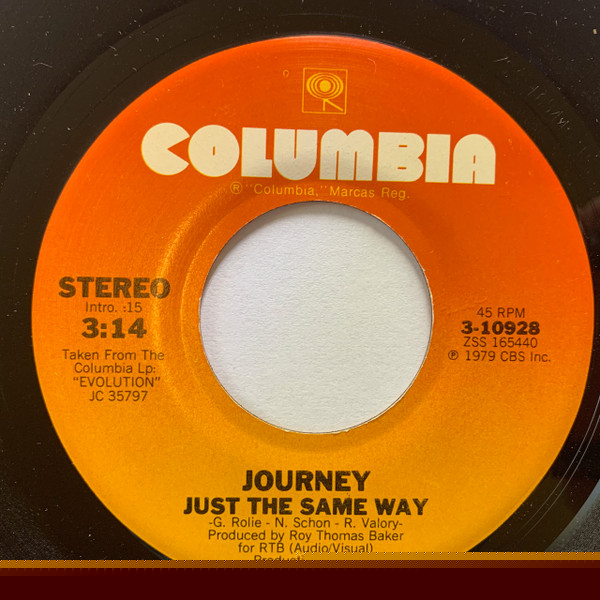 COLUMBIA
® "Columbia," Marcas Reg.
STEREO
Intro. :15
3:14
Taken From The
Columbia Lp:
"EVOLUTION"
JC 35797
45 RPM
3-10928
ZSS 165440
℗ 1979 CBS Inc.
JOURNEY
JUST THE SAME WAY
-G. Rolie - N. Schon - R. Valory-
Produced by Roy Thomas Baker
for RTB (Audio/Visual)